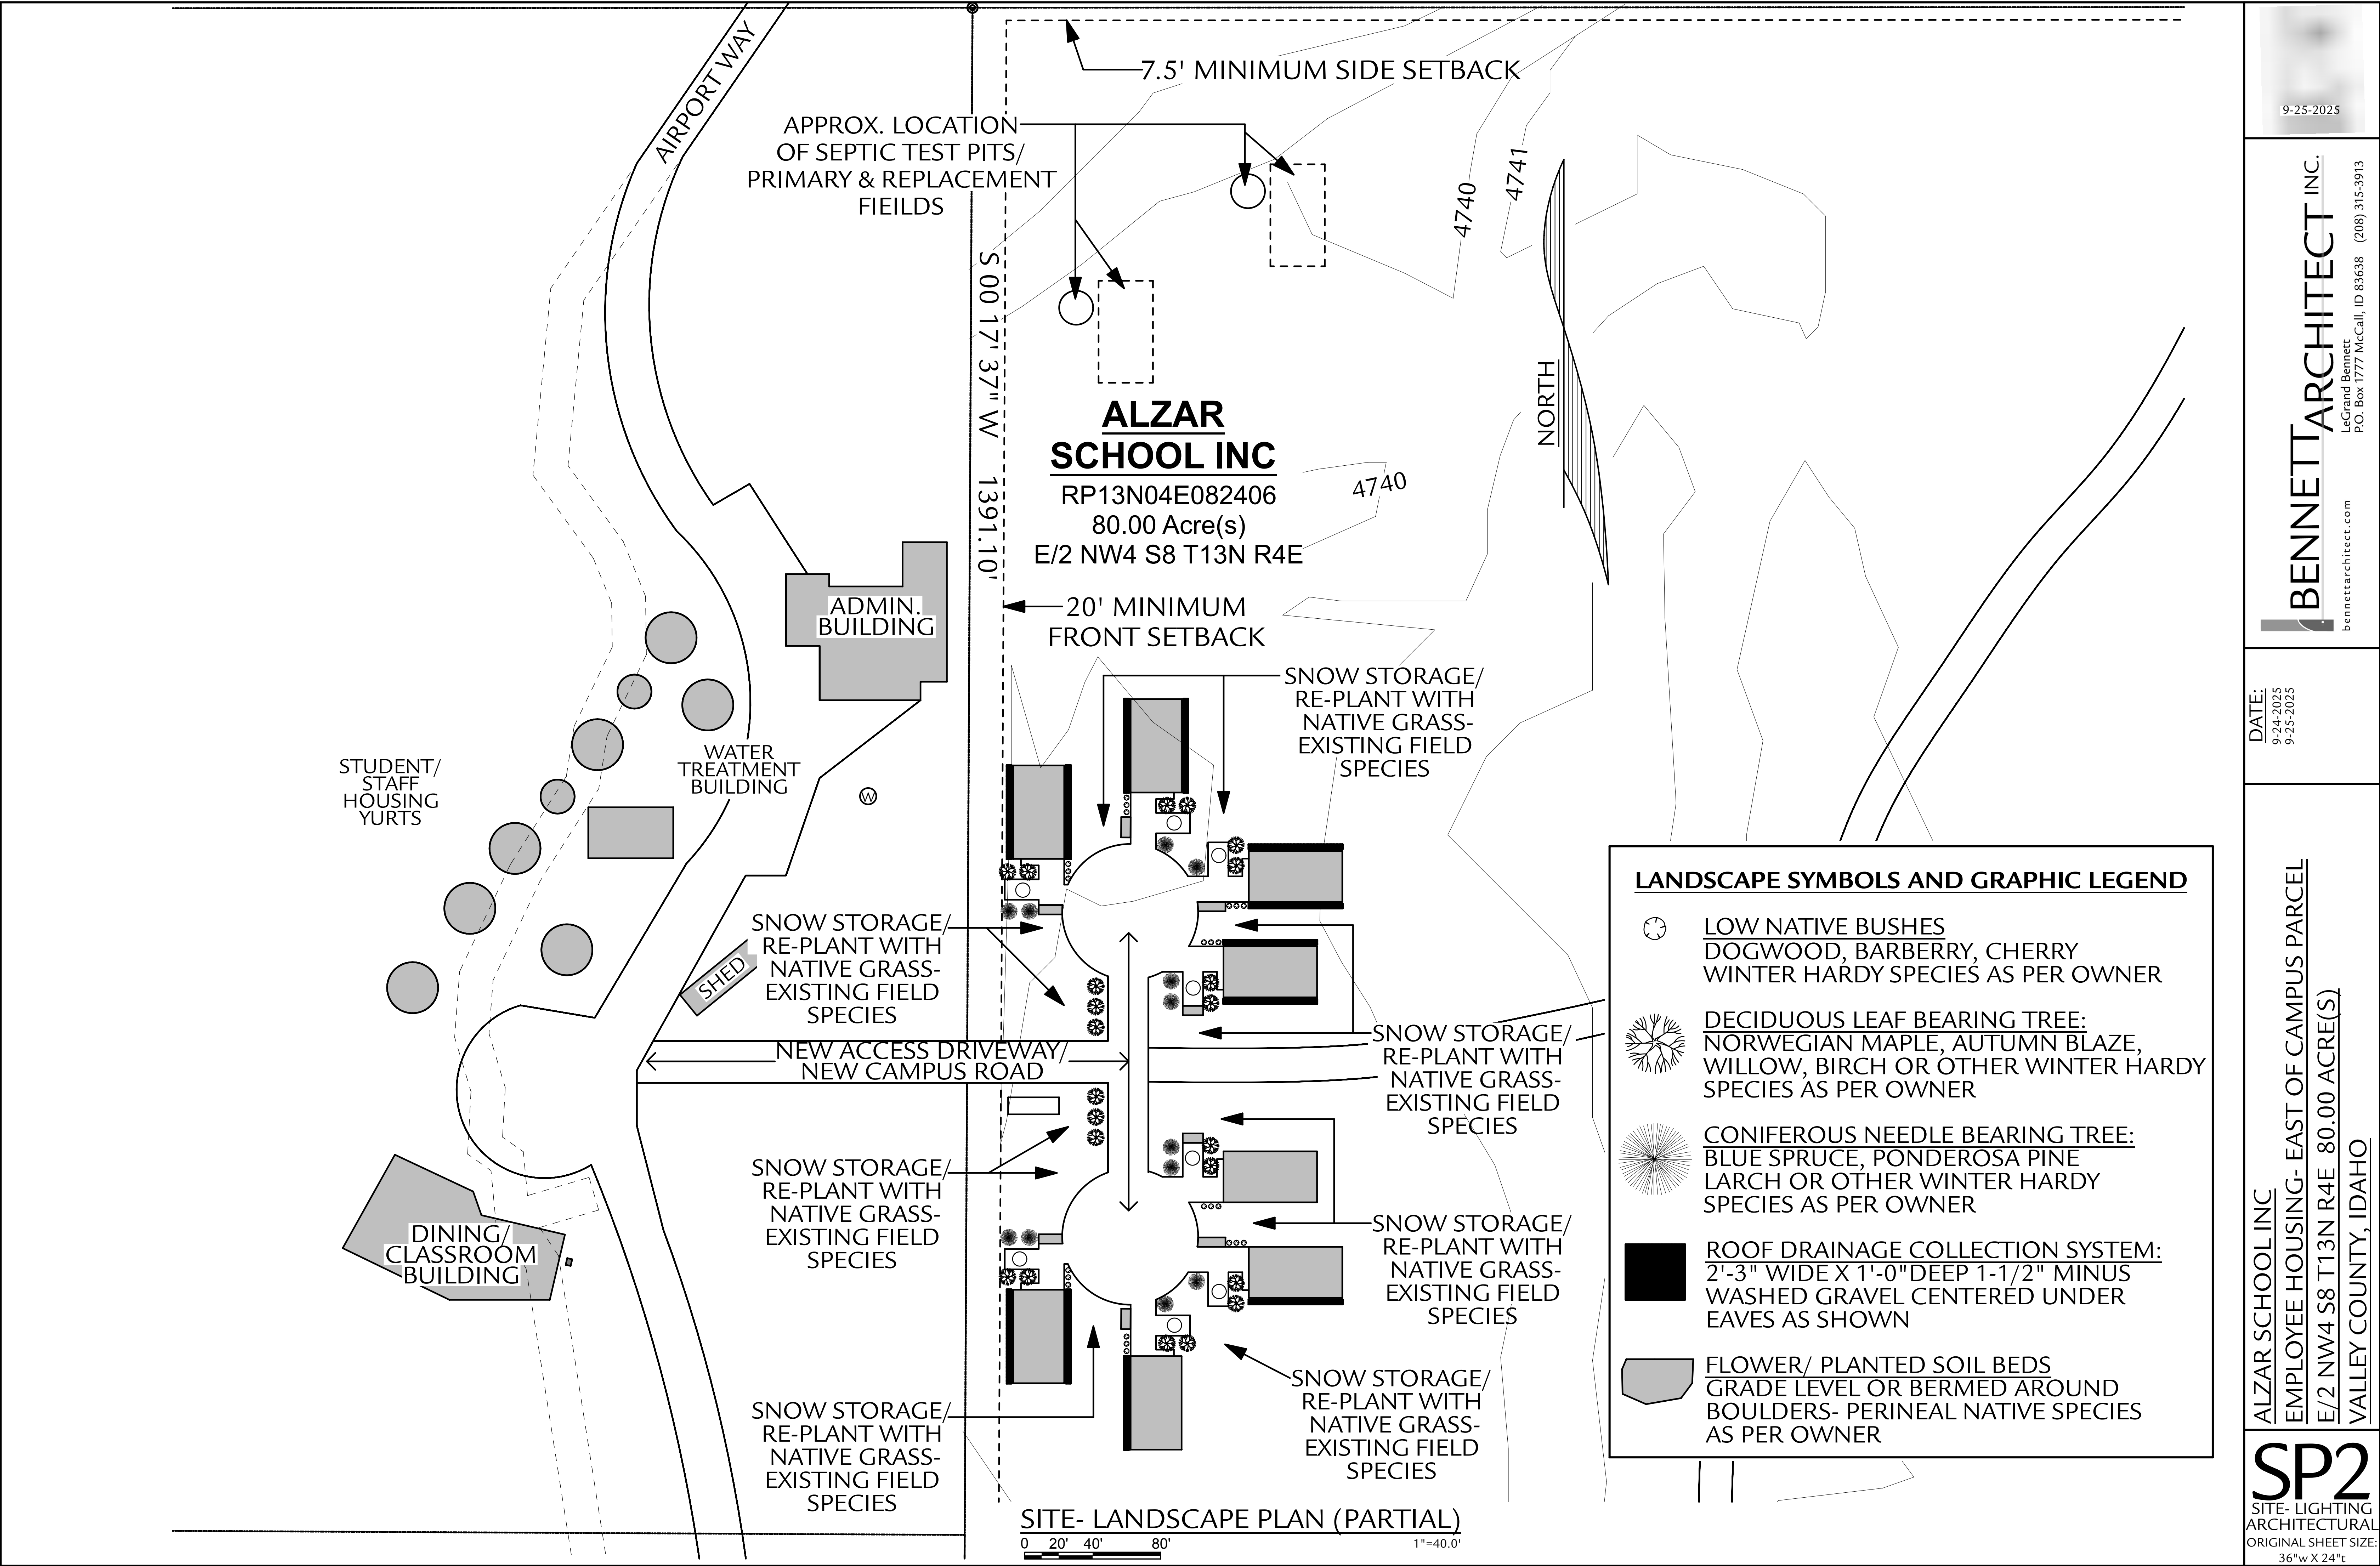 AIRPORT WAY
7.5' MINIMUM SIDE SETBACK
APPROX. LOCATION
OF SEPTIC TEST PITS/
PRIMARY & REPLACEMENT
FIEILDS
4740
4741
S 00 17' 37" W 1391.10'
NORTH
ALZAR
SCHOOL INC
RP13N04E082406
80.00 Acre(s)
E/2 NW4 S8 T13N R4E
4740
20' MINIMUM
FRONT SETBACK
ADMIN.
BUILDING
SNOW STORAGE/
RE-PLANT WITH
NATIVE GRASS-
EXISTING FIELD
SPECIES
STUDENT/
STAFF
HOUSING
YURTS
WATER
TREATMENT
BUILDING
W
SNOW STORAGE/
RE-PLANT WITH
NATIVE GRASS-
EXISTING FIELD
SPECIES
SHED
NEW ACCESS DRIVEWAY/
NEW CAMPUS ROAD
SNOW STORAGE/
RE-PLANT WITH
NATIVE GRASS-
EXISTING FIELD
SPECIES
SNOW STORAGE/
RE-PLANT WITH
NATIVE GRASS-
EXISTING FIELD
SPECIES
SNOW STORAGE/
RE-PLANT WITH
NATIVE GRASS-
EXISTING FIELD
SPECIES
DINING/
CLASSROOM
BUILDING
SNOW STORAGE/
RE-PLANT WITH
NATIVE GRASS-
EXISTING FIELD
SPECIES
SNOW STORAGE/
RE-PLANT WITH
NATIVE GRASS-
EXISTING FIELD
SPECIES
SITE- LANDSCAPE PLAN (PARTIAL)
0 20' 40' 80'
1"=40.0'
LANDSCAPE SYMBOLS AND GRAPHIC LEGEND
LOW NATIVE BUSHES
DOGWOOD, BARBERRY, CHERRY
WINTER HARDY SPECIES AS PER OWNER
DECIDUOUS LEAF BEARING TREE:
NORWEGIAN MAPLE, AUTUMN BLAZE,
WILLOW, BIRCH OR OTHER WINTER HARDY
SPECIES AS PER OWNER
CONIFEROUS NEEDLE BEARING TREE:
BLUE SPRUCE, PONDEROSA PINE
LARCH OR OTHER WINTER HARDY
SPECIES AS PER OWNER
ROOF DRAINAGE COLLECTION SYSTEM:
2'-3" WIDE X 1'-0"DEEP 1-1/2" MINUS
WASHED GRAVEL CENTERED UNDER
EAVES AS SHOWN
FLOWER/ PLANTED SOIL BEDS
GRADE LEVEL OR BERMED AROUND
BOULDERS- PERINEAL NATIVE SPECIES
AS PER OWNER
9-25-2025
BENNETT ARCHITECT INC.
LeGrand Bennett
P.O. Box 1777 McCall, ID 83638 (208) 315-3913
bennettarchitect.com
DATE:
9-24-2025
9-25-2025
ALZAR SCHOOL INC
EMPLOYEE HOUSING- EAST OF CAMPUS PARCEL
E/2 NW4 S8 T13N R4E 80.00 ACRE(S)
VALLEY COUNTY, IDAHO
SP2
SITE- LIGHTING
ARCHITECTURAL
ORIGINAL SHEET SIZE:
36"w X 24"t